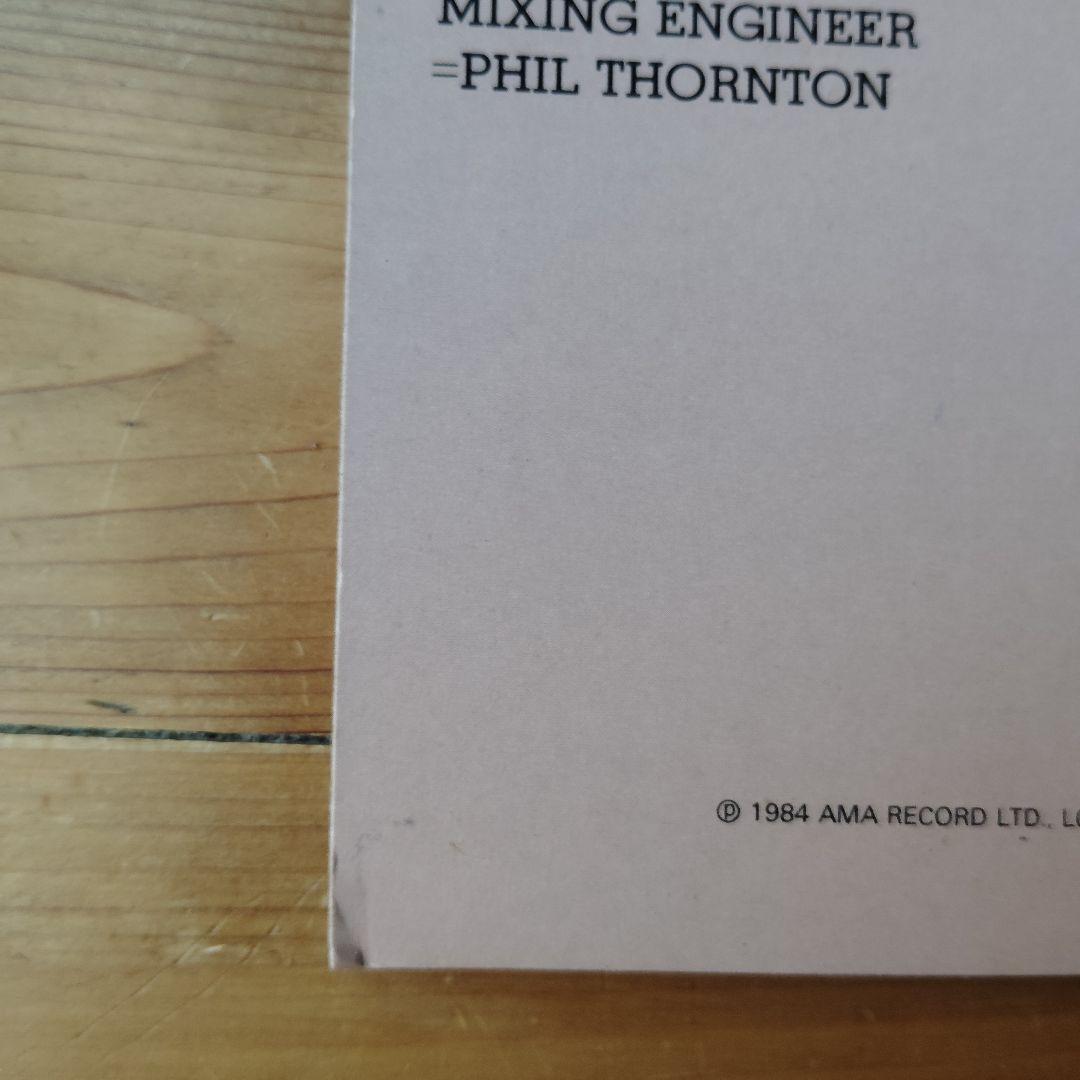 MIXING ENGINEER
=PHIL THORNTON
℗ 1984 AMA RECORD LTD.,